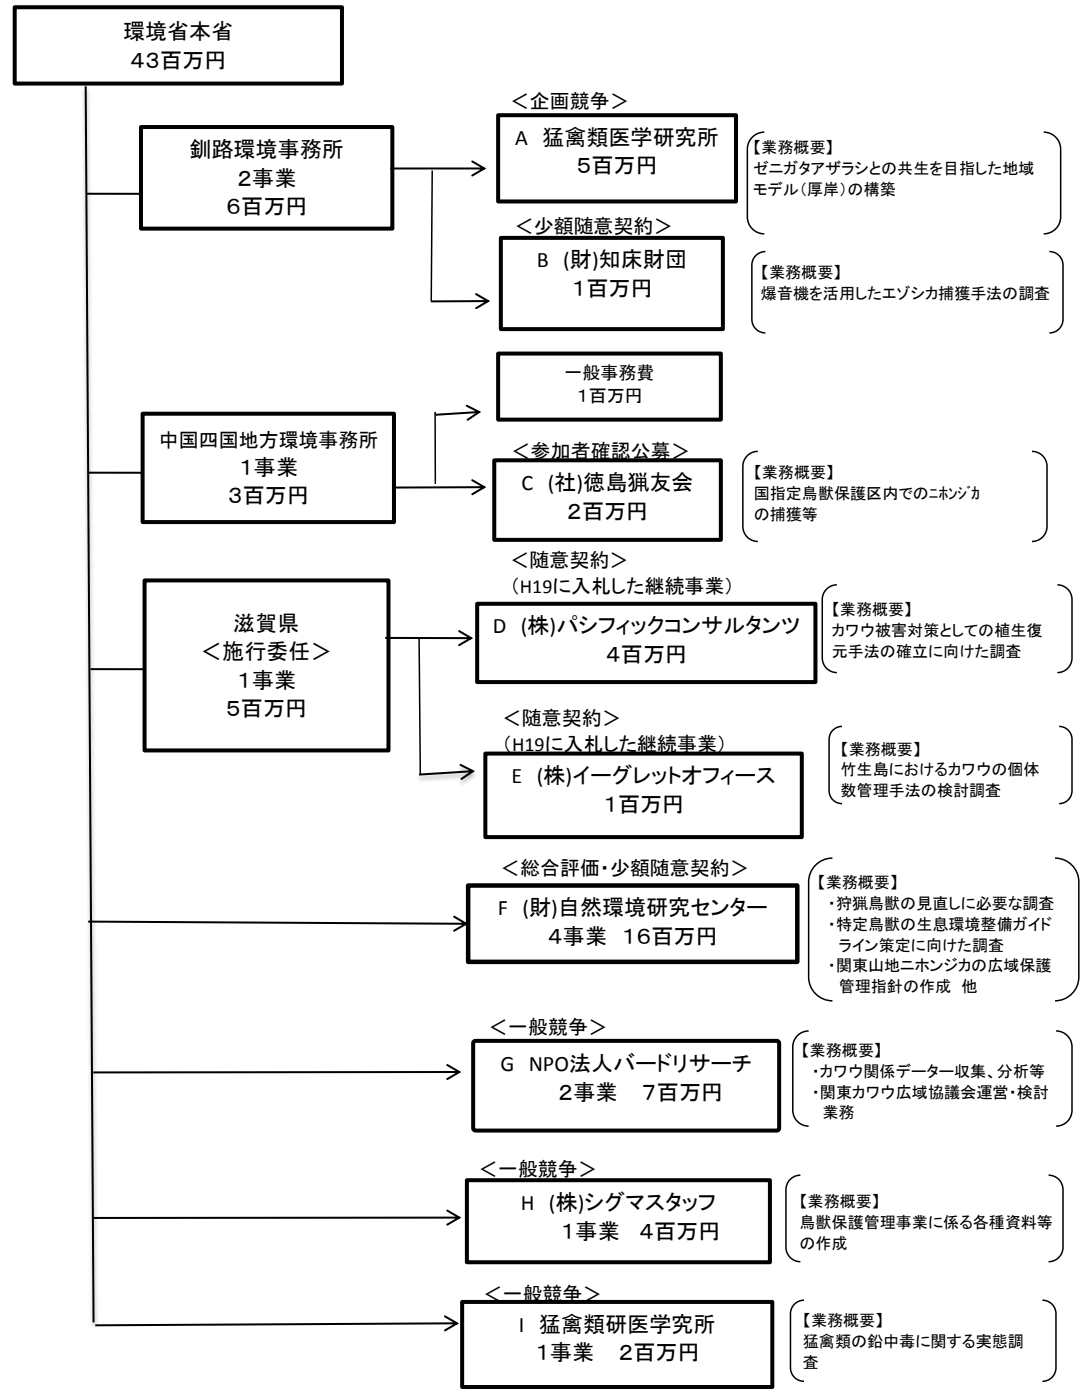 環境省本省
４３百万円
釧路環境事務所
２事業
６百万円
＜企画競争＞
A 猛禽類医学研究所
５百万円
【業務概要】
ゼニガタアザラシとの共生を目指した地域
モデル（厚岸）の構築
＜少額随意契約＞
B (財)知床財団
１百万円
【業務概要】
爆音機を活用したエゾシカ捕獲手法の調査
一般事務費
１百万円
中国四国地方環境事務所
１事業
３百万円
＜参加者確認公募＞
C (社)徳島猟友会
２百万円
【業務概要】
国指定鳥獣保護区内でのﾆﾎﾝｼﾞｶ
の捕獲等
滋賀県
＜施行委任＞
１事業
５百万円
＜随意契約＞
（H19に入札した継続事業）
D (株)パシフィックコンサルタンツ
４百万円
【業務概要】
カワウ被害対策としての植生復
元手法の確立に向けた調査
＜随意契約＞
（H19に入札した継続事業）
E (株)イーグレットオフィース
１百万円
【業務概要】
竹生島におけるカワウの個体
数管理手法の検討調査
＜総合評価・少額随意契約＞
F (財)自然環境研究センター
４事業 １６百万円
【業務概要】
・狩猟鳥獣の見直しに必要な調査
・特定鳥獣の生息環境整備ガイド
ライン策定に向けた調査
・関東山地ニホンジカの広域保護
管理指針の作成 他
＜一般競争＞
G NPO法人バードリサーチ
２事業 ７百万円
【業務概要】
・カワウ関係データー収集、分析等
・関東カワウ広域協議会運営・検討
業務
＜一般競争＞
H (株)シグマスタッフ
１事業 ４百万円
【業務概要】
鳥獣保護管理事業に係る各種資料等
の作成
＜一般競争＞
I 猛禽類研医学究所
１事業 ２百万円
【業務概要】
猛禽類の鉛中毒に関する実態調
査